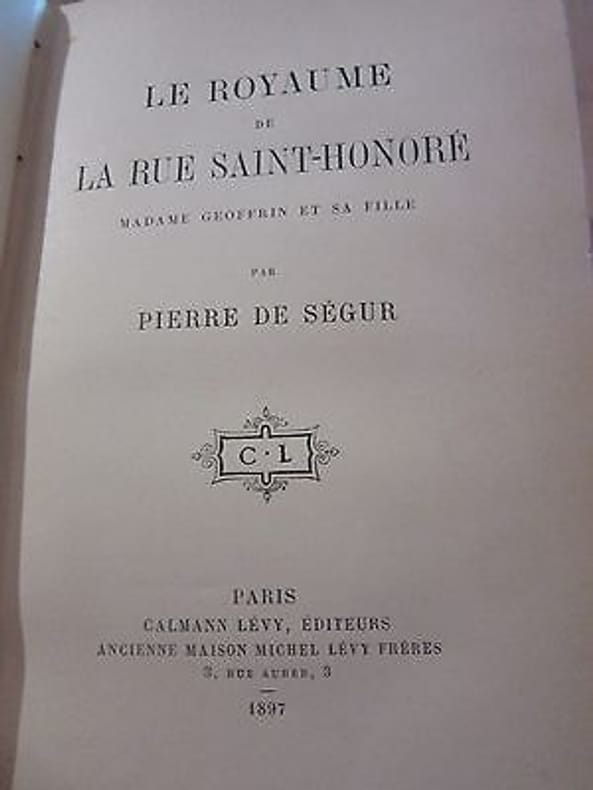 LE ROYAUME
DE
LA RUE SAINT-HONORÉ
MADAME GEOFFRIN ET SA FILLE
PAR
PIERRE DE SÉGUR
C · L
PARIS
CALMANN LÉVY, ÉDITEURS
ANCIENNE MAISON MICHEL LÉVY FRÈRES
3, RUE AUBER, 3
1897